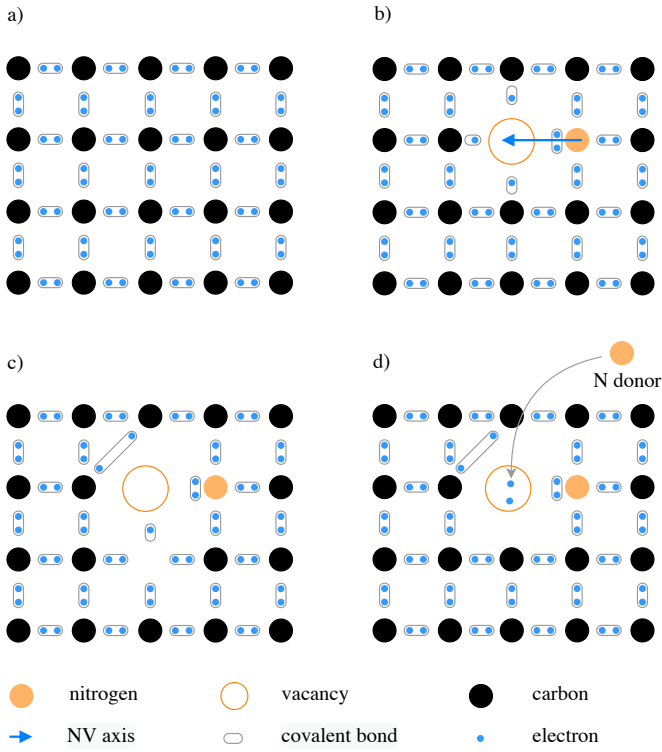 a)
b)
c)
d)
N donor
nitrogen
vacancy
carbon
NV axis
covalent bond
electron